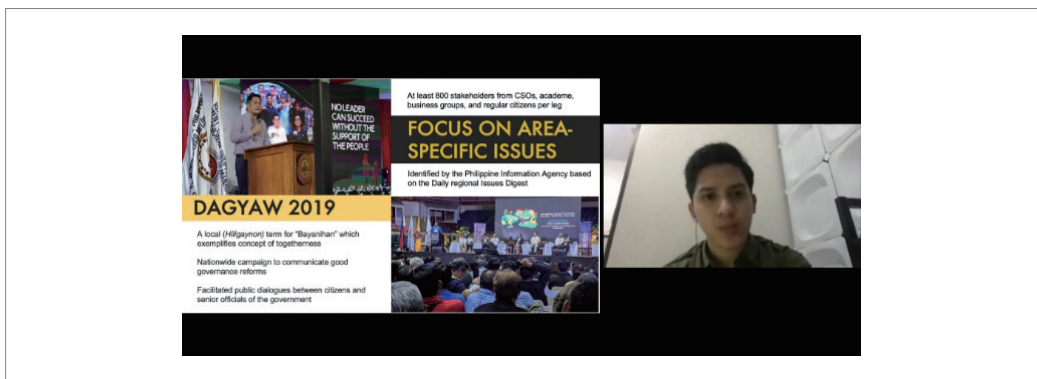 NO LEADER
CAN SUCCEED
WITHOUT THE
SUPPORT OF
THE PEOPLE
DAGYAW 2019
A local (Hiligaynon) term for “Bayanihan” which
exemplifies concept of togetherness
Nationwide campaign to communicate good
governance reforms
Facilitated public dialogues between citizens and
senior officials of the government
At least 800 stakeholders from CSOs, academe,
business groups, and regular citizens per leg
FOCUS ON AREA-
SPECIFIC ISSUES
Identified by the Philippine Information Agency based
on the Daily regional Issues Digest